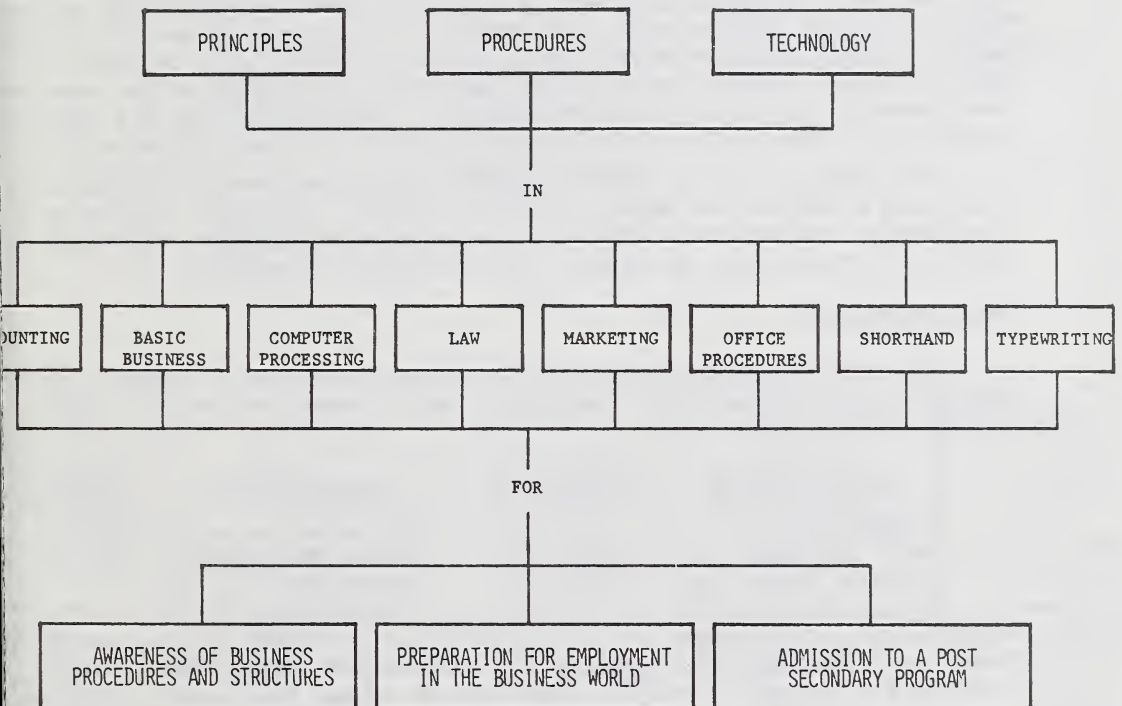 PRINCIPLES PROCEDURES TECHNOLOGY
IN
OUNTING BASIC BUSINESS COMPUTER PROCESSING LAW MARKETING OFFICE PROCEDURES SHORTHAND TYPEWRITING
FOR
AWARENESS OF BUSINESS
PROCEDURES AND STRUCTURES
PREPARATION FOR EMPLOYMENT
IN THE BUSINESS WORLD
ADMISSION TO A POST
SECONDARY PROGRAM